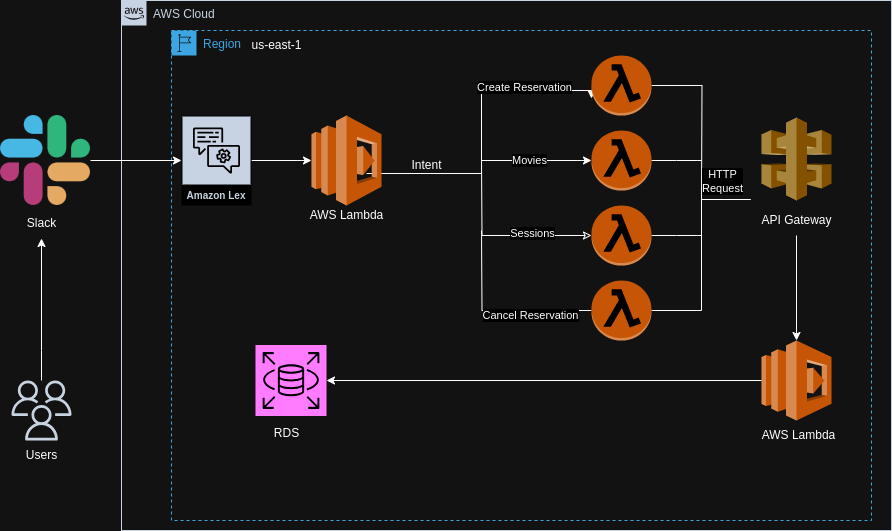 aws
AWS Cloud
Region us-east-1
Create Reservation
Movies
Sessions
Cancel Reservation
Intent
HTTP
Request
Amazon Lex
AWS Lambda
API Gateway
Slack
RDS
AWS Lambda
Users